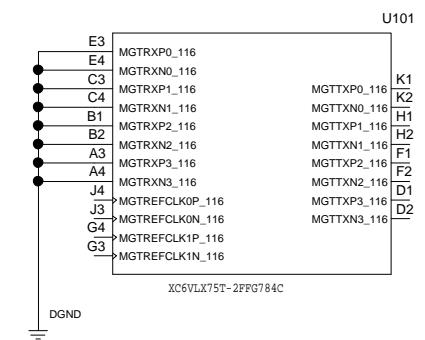 U101
E3 MGTRXP0_116
E4 MGTRXN0_116
C3 MGTRXP1_116 MGTTXP0_116 K1
C4 MGTRXN1_116 MGTTXN0_116 K2
B1 MGTRXP2_116 MGTTXP1_116 H1
B2 MGTRXN2_116 MGTTXN1_116 H2
A3 MGTRXP3_116 MGTTXP2_116 F1
A4 MGTRXN3_116 MGTTXN2_116 F2
J4 MGTREFCLK0P_116 MGTTXP3_116 D1
J3 MGTREFCLK0N_116 MGTTXN3_116 D2
G4 MGTREFCLK1P_116
G3 MGTREFCLK1N_116
XC6VLX75T-2FFG784C
DGND